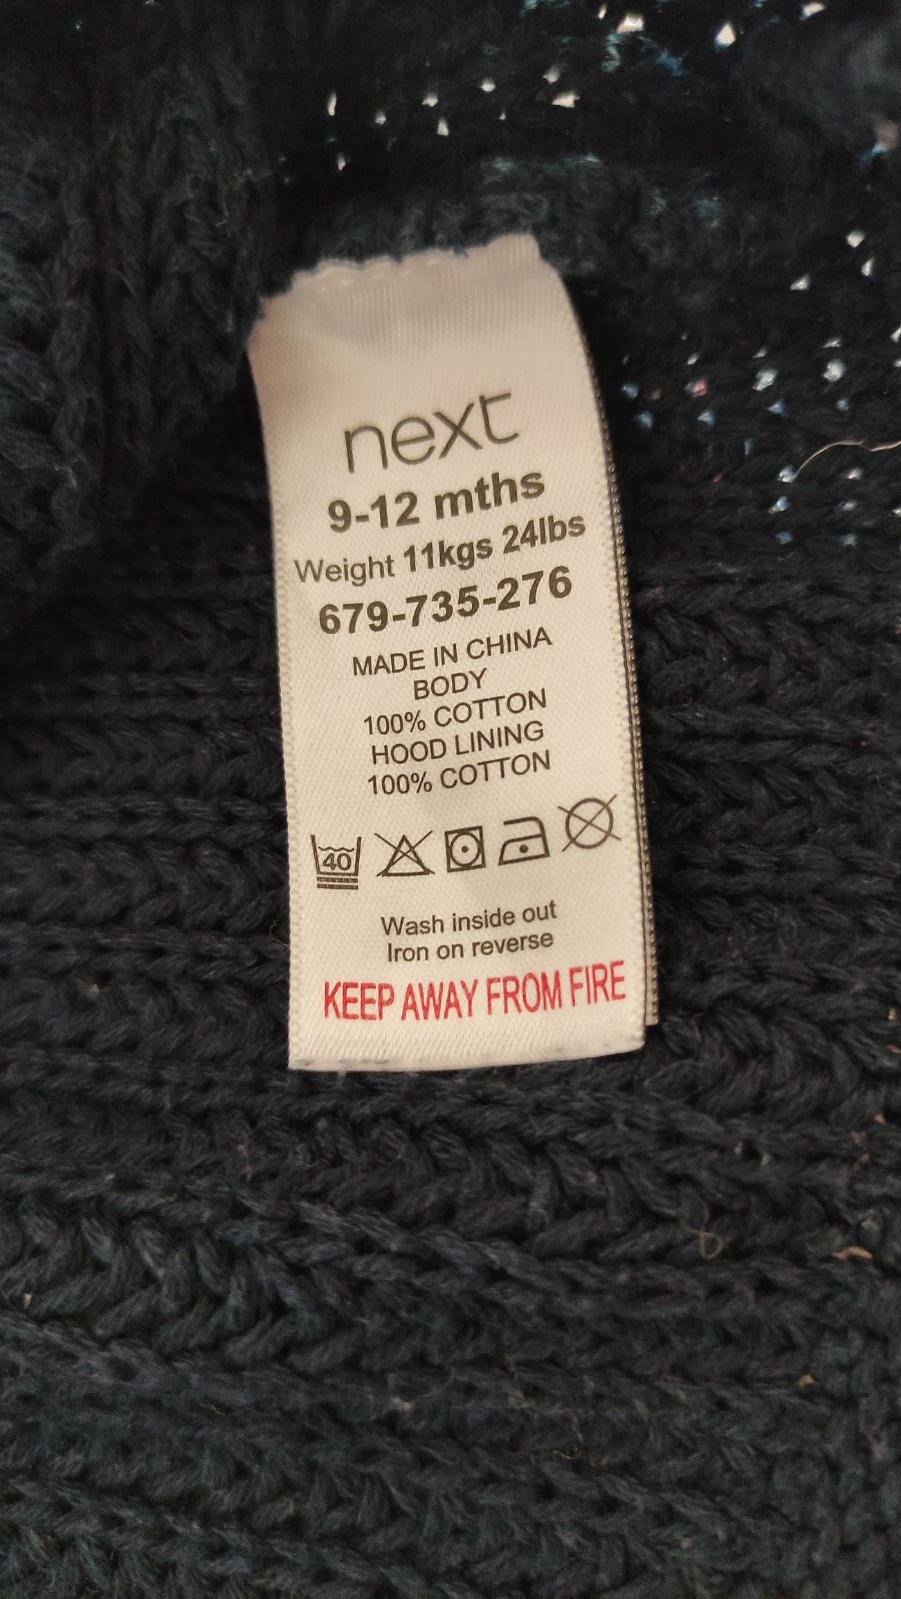 next
9-12 mths
Weight 11kgs 24lbs
679-735-276
MADE IN CHINA
BODY
100% COTTON
HOOD LINING
100% COTTON
40
Wash inside out
Iron on reverse
KEEP AWAY FROM FIRE